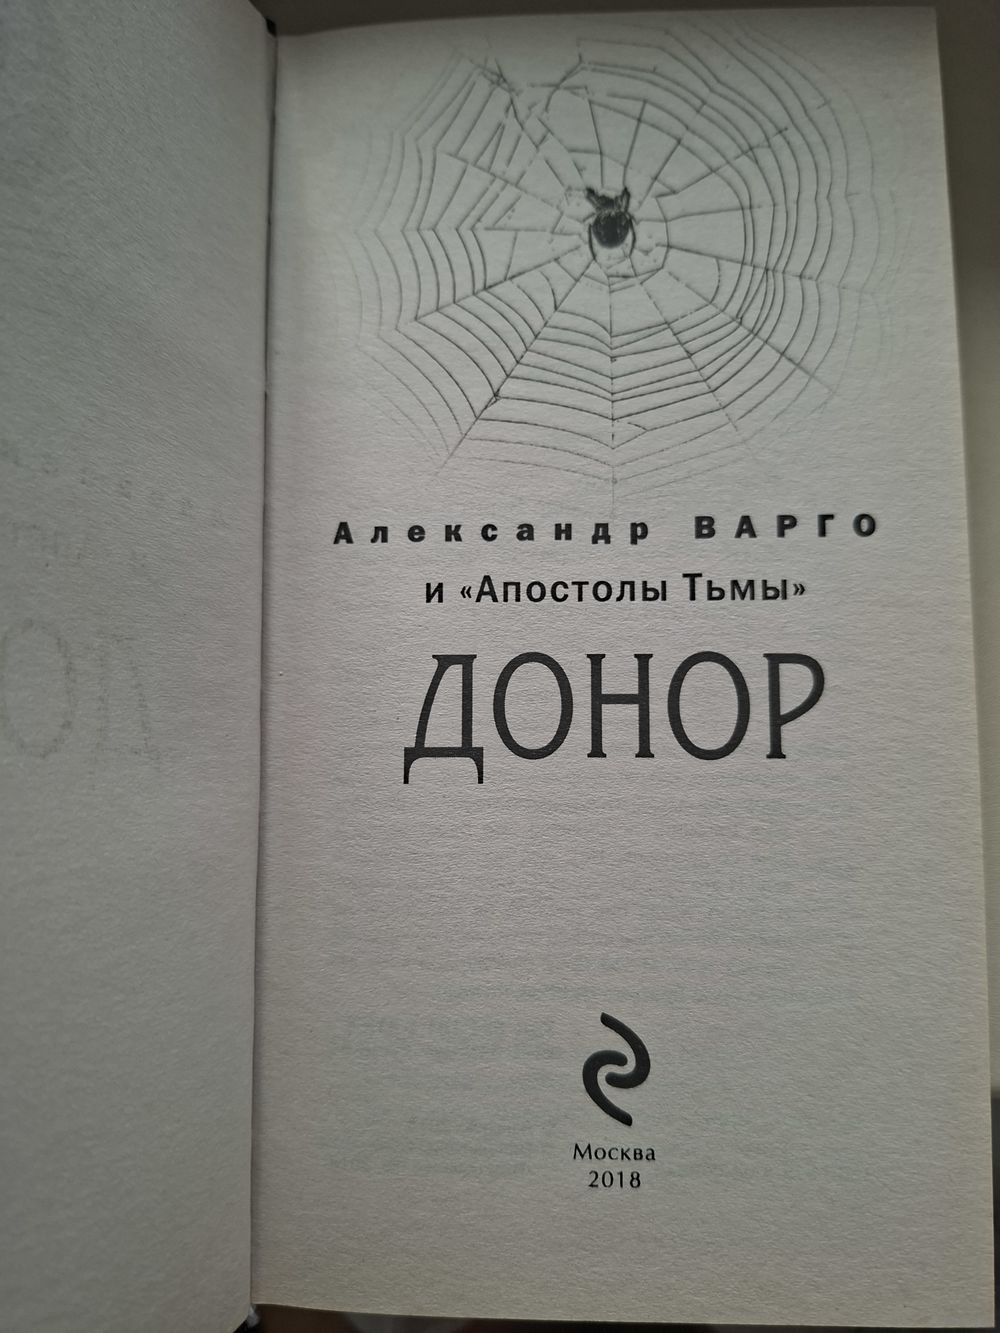 Александр ВАРГО
и «Апостолы Тьмы»
ДОНОР
Москва
2018